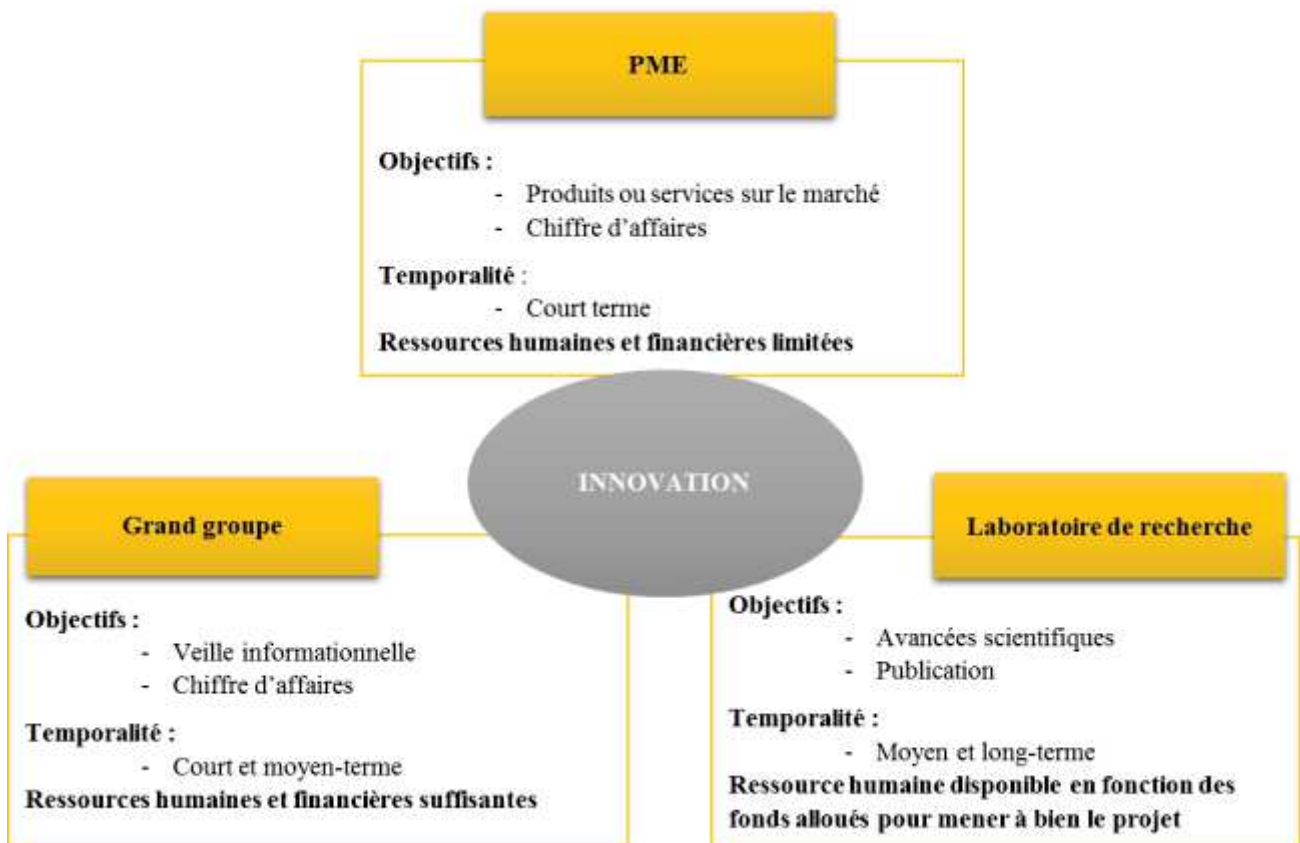 PME
Objectifs :
- Produits ou services sur le marché
- Chiffre d’affaires
Temporalité :
- Court terme
Ressources humaines et financières limitées
INNOVATION
Grand groupe
Objectifs :
- Veille informationnelle
- Chiffre d’affaires
Temporalité :
- Court et moyen-terme
Ressources humaines et financières suffisantes
Laboratoire de recherche
Objectifs :
- Avancées scientifiques
- Publication
Temporalité :
- Moyen et long-terme
Ressource humaine disponible en fonction des
fonds alloués pour mener à bien le projet